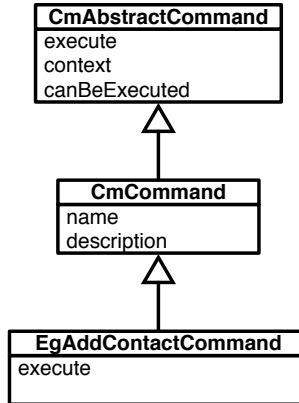 CmAbstractCommand
execute
context
canBeExecuted
CmCommand
name
description
EgAddContactCommand
execute